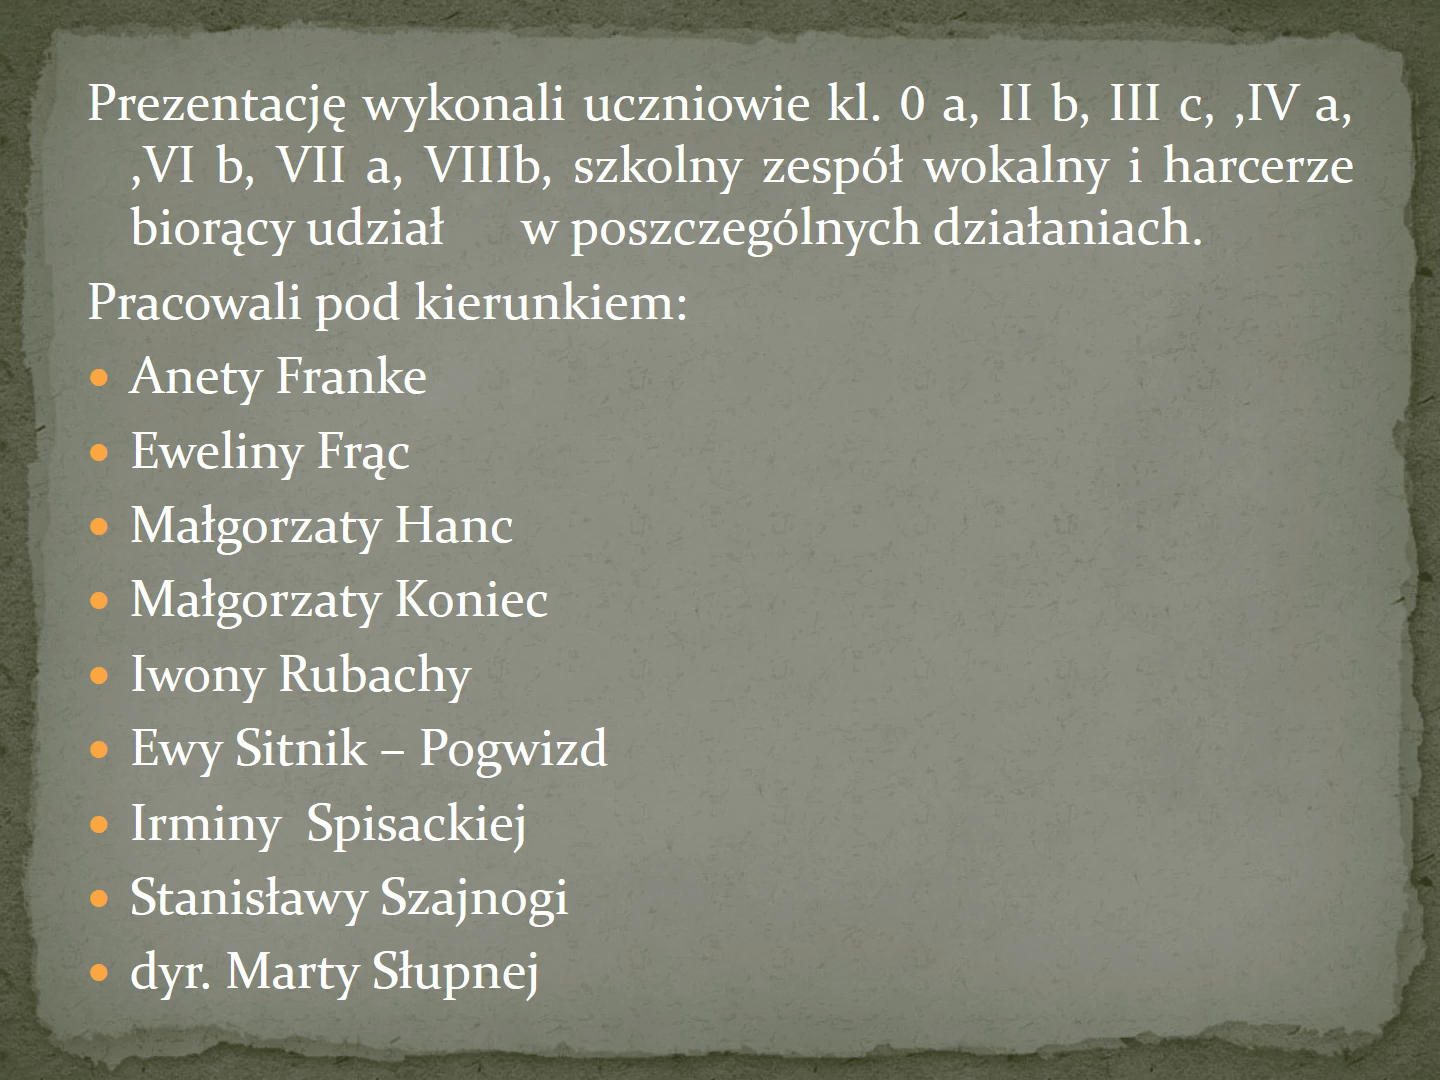 Prezentację wykonali uczniowie kl. 0 a, II b, III c, ,IV a,
,VI b, VII a, VIIIb, szkolny zespół wokalny i harcerze
biorący udział w poszczególnych działaniach.
Pracowali pod kierunkiem:
• Anety Franke
• Eweliny Frąc
• Małgorzaty Hanc
• Małgorzaty Koniec
• Iwony Rubachy
• Ewy Sitnik – Pogwizd
• Irminy Spisackiej
• Stanisławy Szajnogi
• dyr. Marty Słupnej